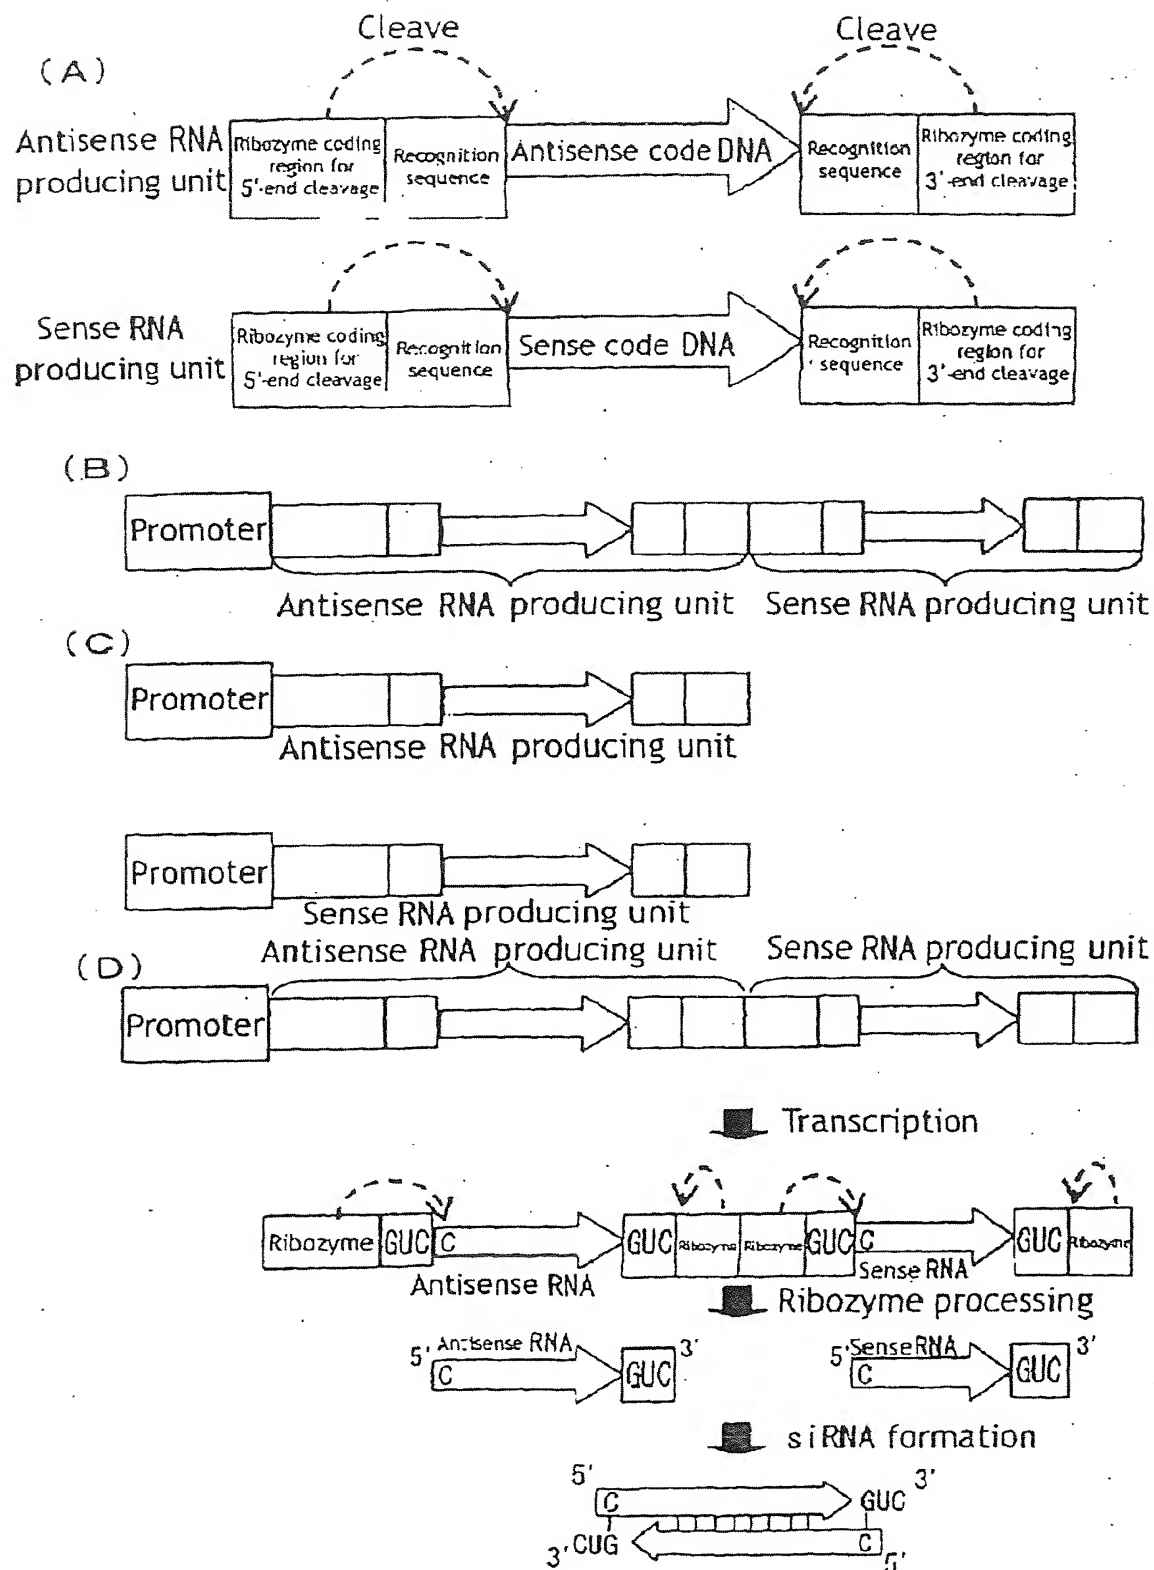 Cleave
Cleave
(A)
Antisense RNA
producing unit
Ribozyme coding
region for
5'-end cleavage
Recognition
sequence
Antisense code DNA
Recognition
sequence
Ribozyme coding
region for
3'-end cleavage
Sense RNA
producing unit
Ribozyme coding
region for
5'-end cleavage
Recognition
sequence
Sense code DNA
Recognition
sequence
Ribozyme coding
region for
3'-end cleavage
(B)
Promoter
Antisense RNA producing unit
Sense RNA producing unit
(C)
Promoter
Antisense RNA producing unit
Promoter
Sense RNA producing unit
(D)
Antisense RNA producing unit
Sense RNA producing unit
Promoter
Transcription
Ribozyme
GUC
C
GUC
Ribozyme
Ribozyme
GUC
C
GUC
Ribozyme
Antisense RNA
Sense RNA
Ribozyme processing
5' Antisense RNA 3'
C
GUC
5' Sense RNA 3'
C
GUC
siRNA formation
5' 3'
C GUC
3' CUG C 5'